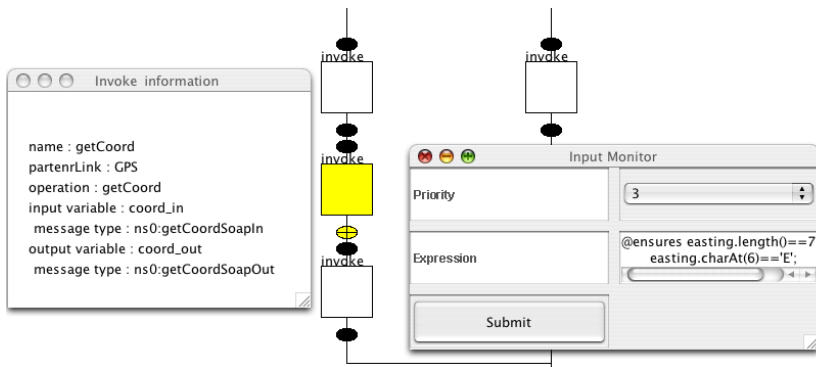 invoke
invoke
Invoke information
name : getCoord
partenrLink : GPS
operation : getCoord
input variable : coord_in
message type : ns0:getCoordSoapIn
output variable : coord_out
message type : ns0:getCoordSoapOut
invoke
invoke
Input Monitor
Priority
3
Expression
@ensures easting.length()==7
easting.charAt(6)=='E';
Submit